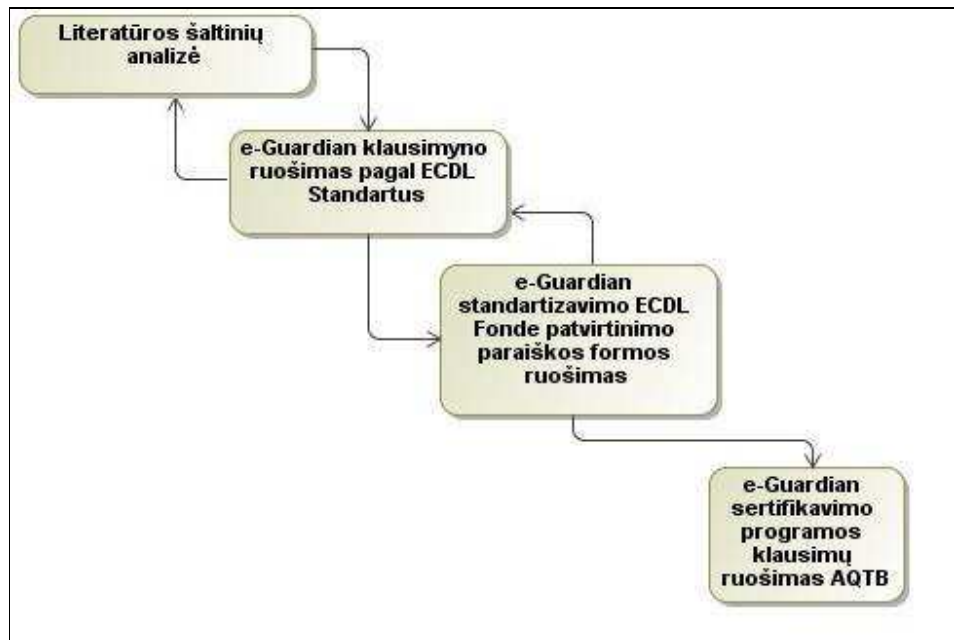 Literatūros šaltinių
analizė
e-Guardian klausimyno
ruošimas pagal ECDL
Standartus
e-Guardian
standartizavimo ECDL
Fonde patvirtinimo
paraiškos formos
ruošimas
e-Guardian
sertifikavimo
programos
klausimų
ruošimas AQTB